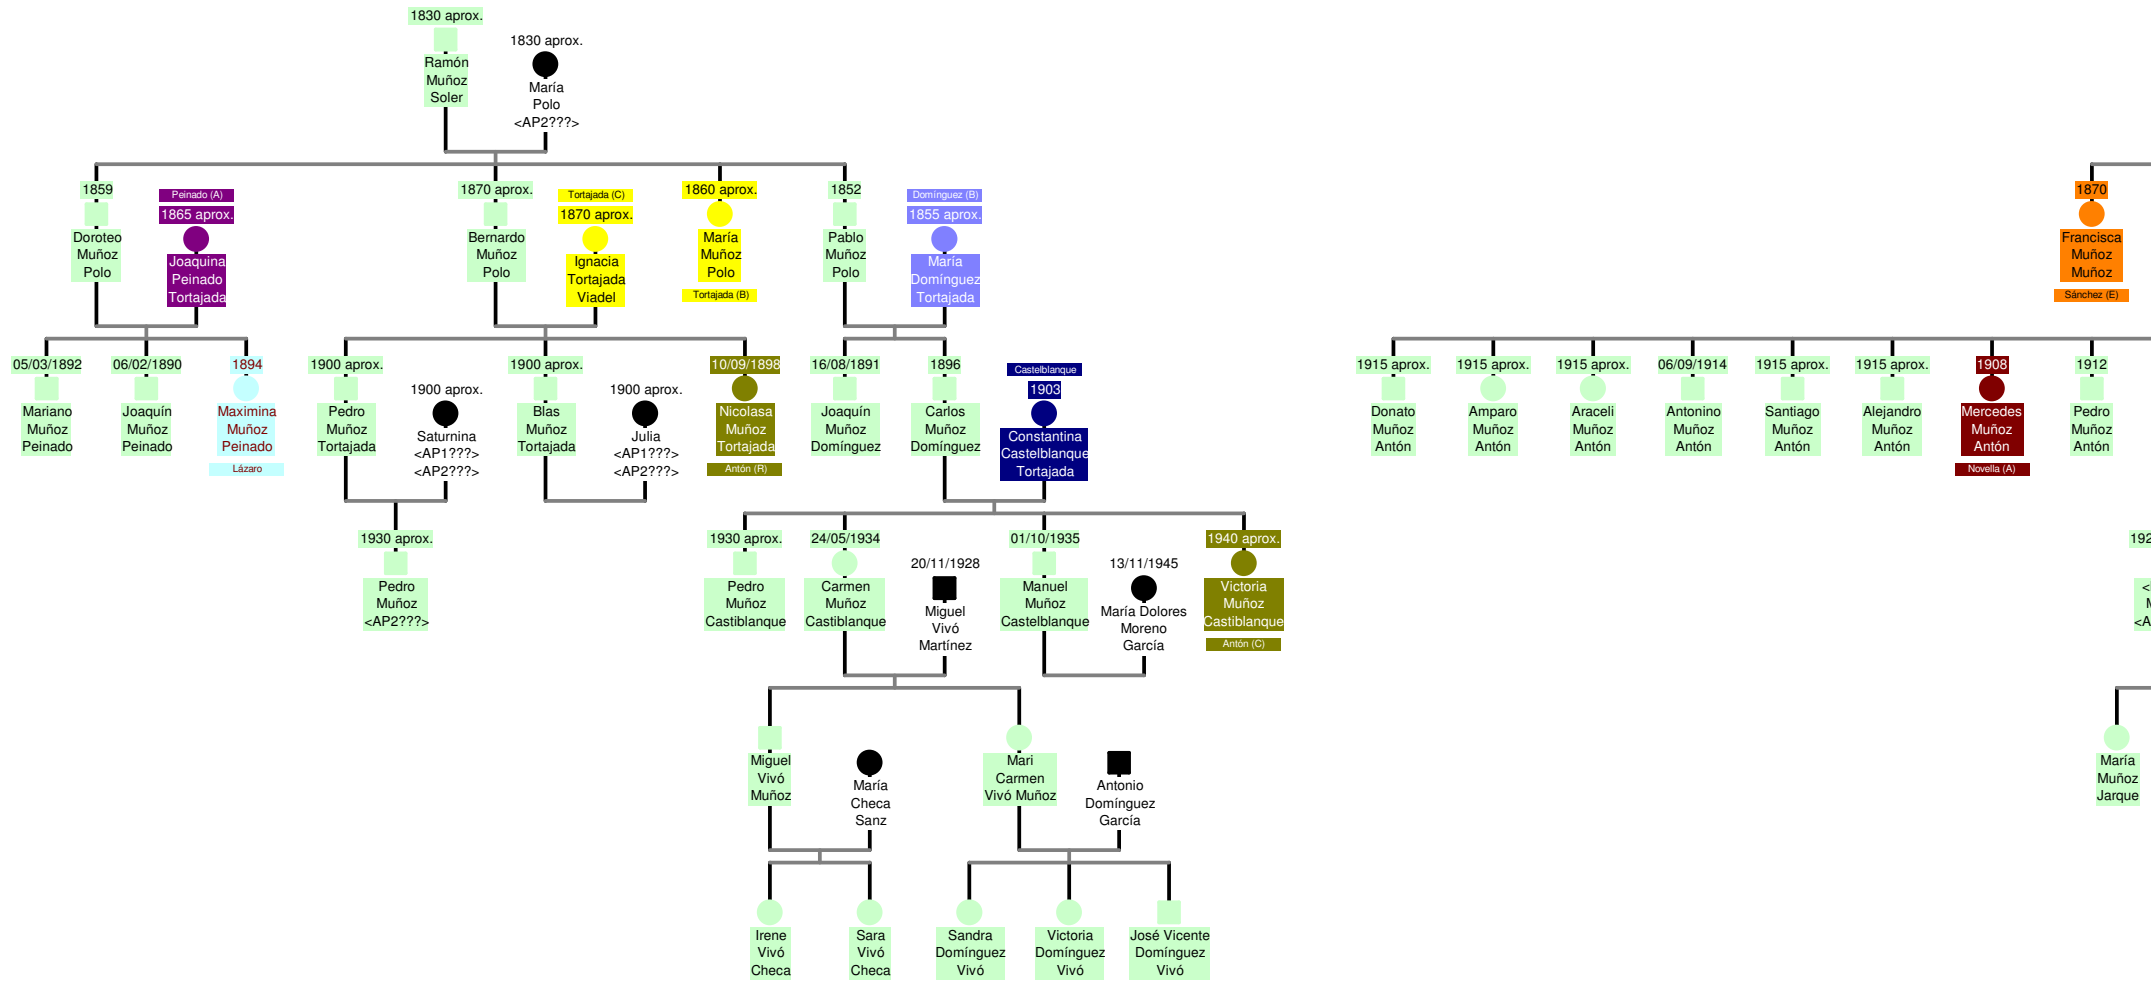 1830 aprox.
Ramón
Muñoz
Soler
1830 aprox.
María
Polo
<AP2???>
1859
Doroteo
Muñoz
Polo
Peinado (A)
1865 aprox.
Joaquina
Peinado
Tortajada
1870 aprox.
Bernardo
Muñoz
Polo
Tortajada (C)
1870 aprox.
Ignacia
Tortajada
Viadel
1860 aprox.
María
Muñoz
Polo
Tortajada (B)
1852
Pablo
Muñoz
Polo
Domínguez (B)
1855 aprox.
María
Domínguez
Tortajada
1870
Francisca
Muñoz
Muñoz
Sánchez (E)
05/03/1892
Mariano
Muñoz
Peinado
06/02/1890
Joaquín
Muñoz
Peinado
1894
Maximina
Muñoz
Peinado
Lázaro
1900 aprox.
Pedro
Muñoz
Tortajada
1900 aprox.
Saturnina
<AP1???>
<AP2???>
1900 aprox.
Blas
Muñoz
Tortajada
1900 aprox.
Julia
<AP1???>
<AP2???>
10/09/1898
Nicolasa
Muñoz
Tortajada
Antón (R)
16/08/1891
Joaquín
Muñoz
Domínguez
1896
Carlos
Muñoz
Domínguez
Castelblanque
1903
Constantina
Castelblanque
Tortajada
1915 aprox.
Donato
Muñoz
Antón
1915 aprox.
Amparo
Muñoz
Antón
1915 aprox.
Araceli
Muñoz
Antón
06/09/1914
Antonino
Muñoz
Antón
1915 aprox.
Santiago
Muñoz
Antón
1915 aprox.
Alejandro
Muñoz
Antón
1908
Mercedes
Muñoz
Antón
Novella (A)
1912
Pedro
Muñoz
Antón
1930 aprox.
Pedro
Muñoz
<AP2???>
1930 aprox.
Pedro
Muñoz
Castiblanque
24/05/1934
Carmen
Muñoz
Castiblanque
20/11/1928
Miguel
Vivó
Martínez
01/10/1935
Manuel
Muñoz
Castelblanque
13/11/1945
María Dolores
Moreno
García
1940 aprox.
Victoria
Muñoz
Castiblanque
Antón (C)
192
<
<A
Miguel
Vivó
Muñoz
María
Checa
Sanz
Mari
Carmen
Vivó Muñoz
Antonio
Domínguez
García
María
Muñoz
Jarque
Irene
Vivó
Checa
Sara
Vivó
Checa
Sandra
Domínguez
Vivó
Victoria
Domínguez
Vivó
José Vicente
Domínguez
Vivó